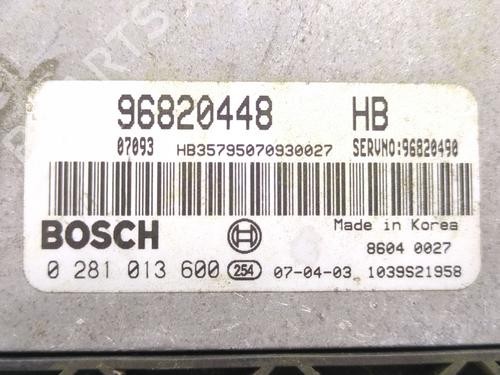 96820448 HB
07093 HB35795070930027 SERVNO:96820490
BOSCH
Made in Korea
8604 0027
0 281 013 600 254 07-04-03 1039S21958